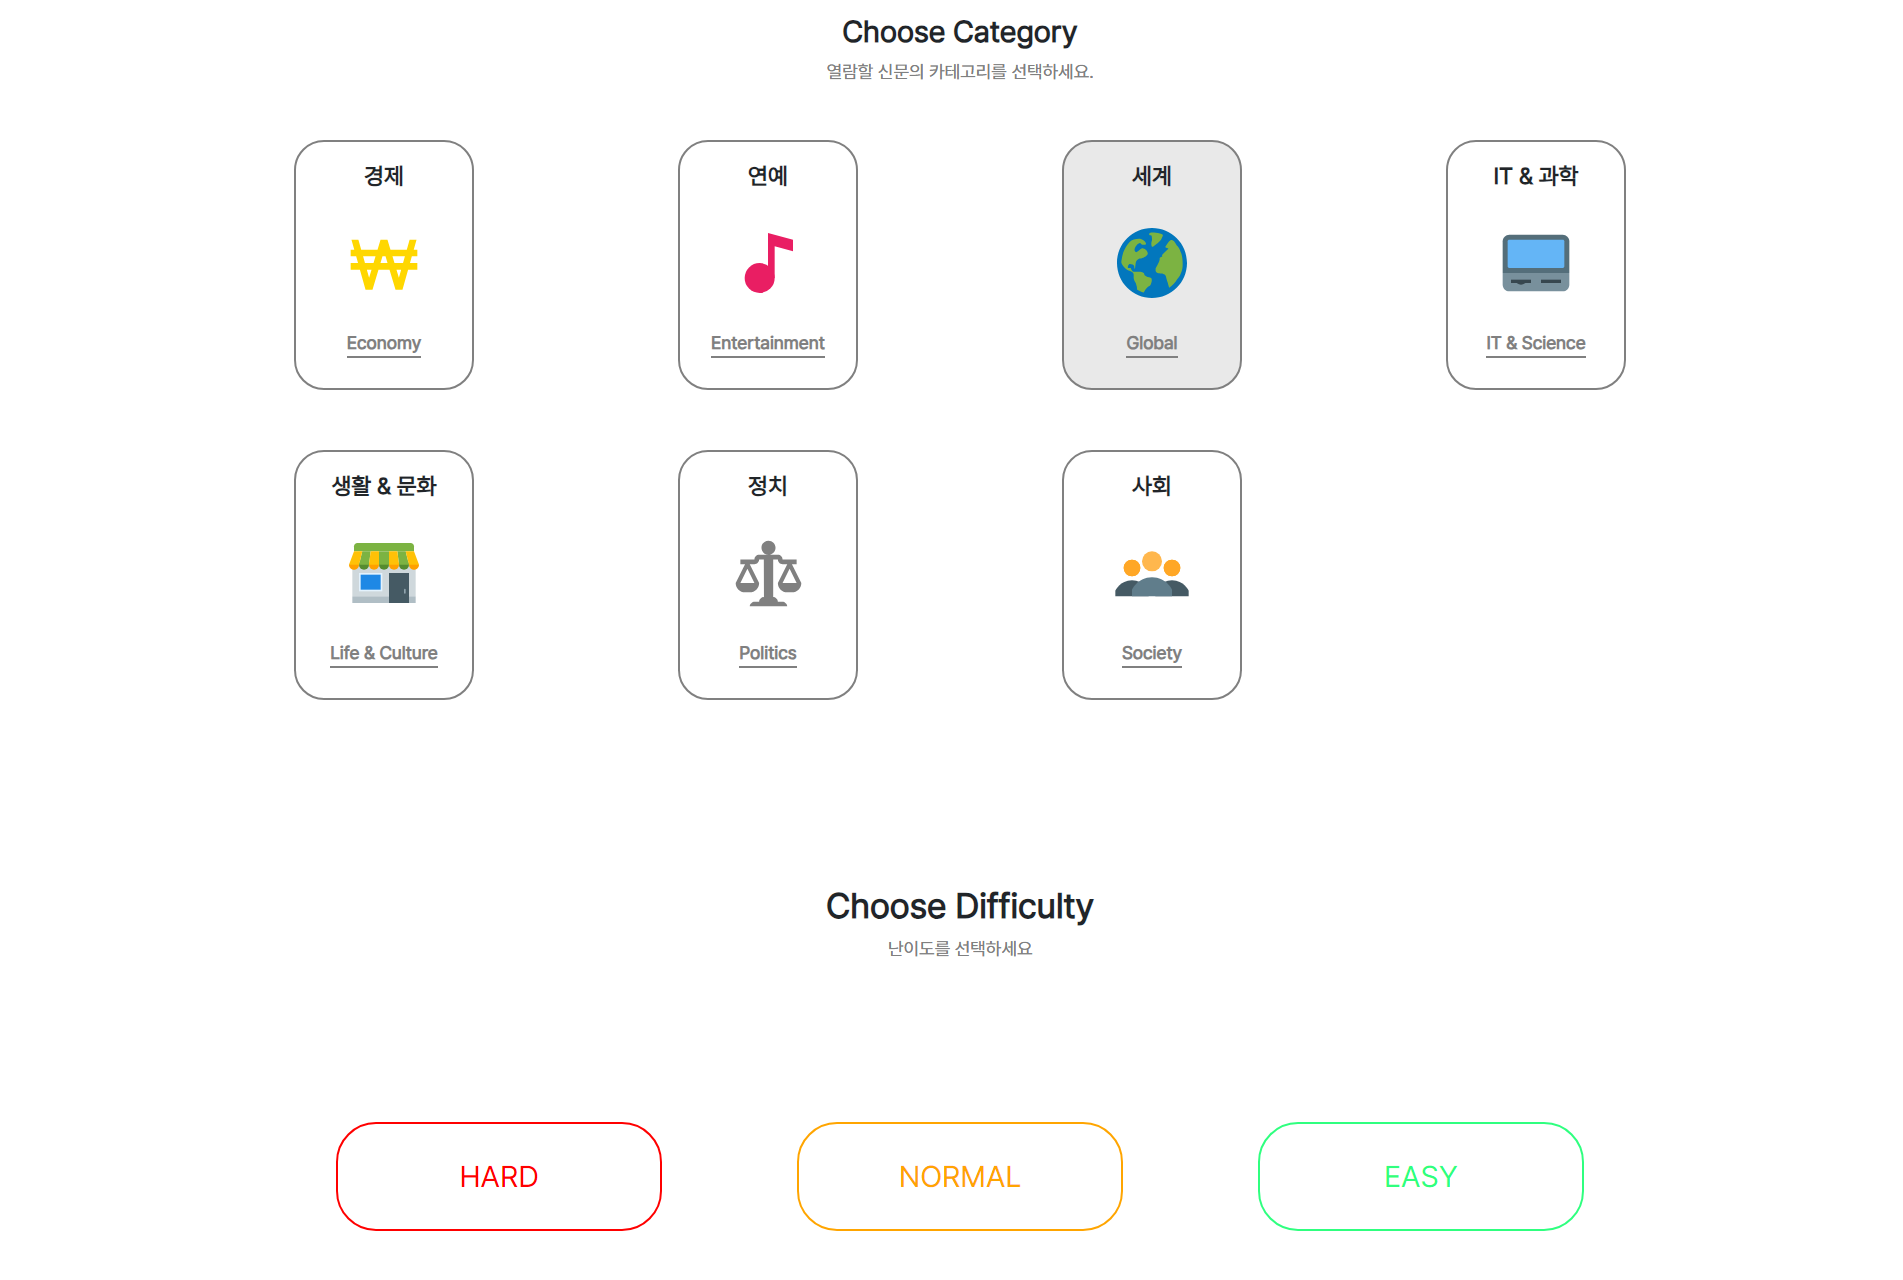 Choose Category
열람할 신문의 카테고리를 선택하세요.
경제
Economy
연예
Entertainment
세계
Global
IT & 과학
IT & Science
생활 & 문화
Life & Culture
정치
Politics
사회
Society
Choose Difficulty
난이도를 선택하세요
HARD
NORMAL
EASY